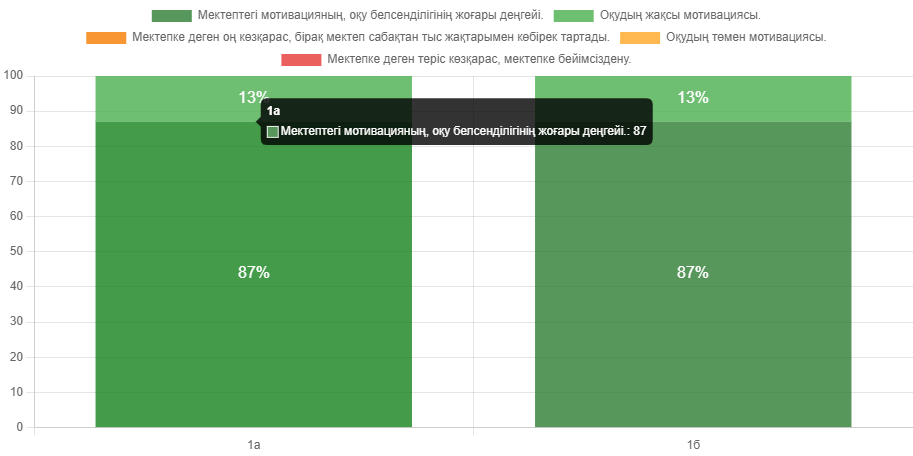 Мектептегі мотивацияның, оқу белсенділігінің жоғары деңгейі. Оқудың жақсы мотивациясы.
Мектепке деген оң көзқарас, бірақ мектеп сабақтан тыс жақтарымен көбірек тартады. Оқудың төмен мотивациясы.
Мектепке деген теріс көзқарас, мектепке бейімсіздену.
100
90
80
70
60
50
40
30
20
10
0
13%
13%
1а
Мектептегі мотивацияның, оқу белсенділігінің жоғары деңгейі.: 87
87%
87%
1а
1б